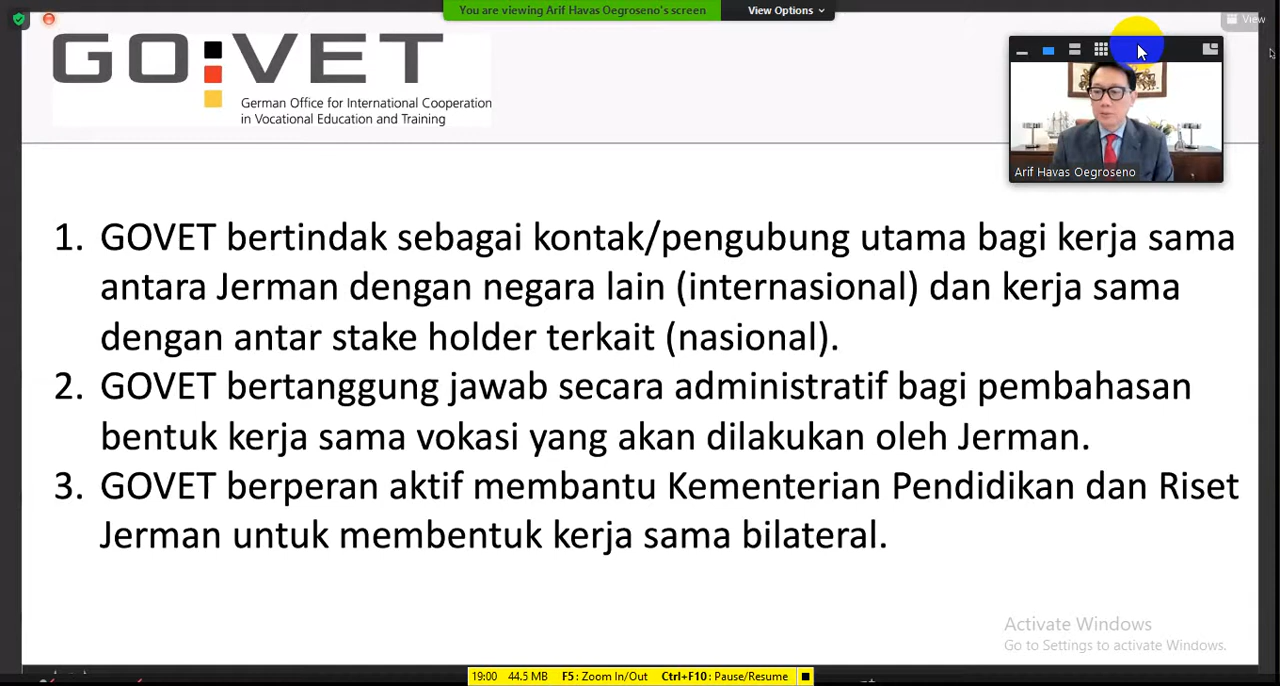 You are viewing Arif Havas Oegroseno's screen
View Options
View
GO:VET
German Office for International Cooperation
in Vocational Education and Training
Arif Havas Oegroseno
1. GOVET bertindak sebagai kontak/pengubung utama bagi kerja sama
antara Jerman dengan negara lain (internasional) dan kerja sama
dengan antar stake holder terkait (nasional).
2. GOVET bertanggung jawab secara administratif bagi pembahasan
bentuk kerja sama vokasi yang akan dilakukan oleh Jerman.
3. GOVET berperan aktif membantu Kementerian Pendidikan dan Riset
Jerman untuk membentuk kerja sama bilateral.
Activate Windows
Go to Settings to activate Windows.
19:00 44.5 MB F5: Zoom In/Out Ctrl+F10: Pause/Resume